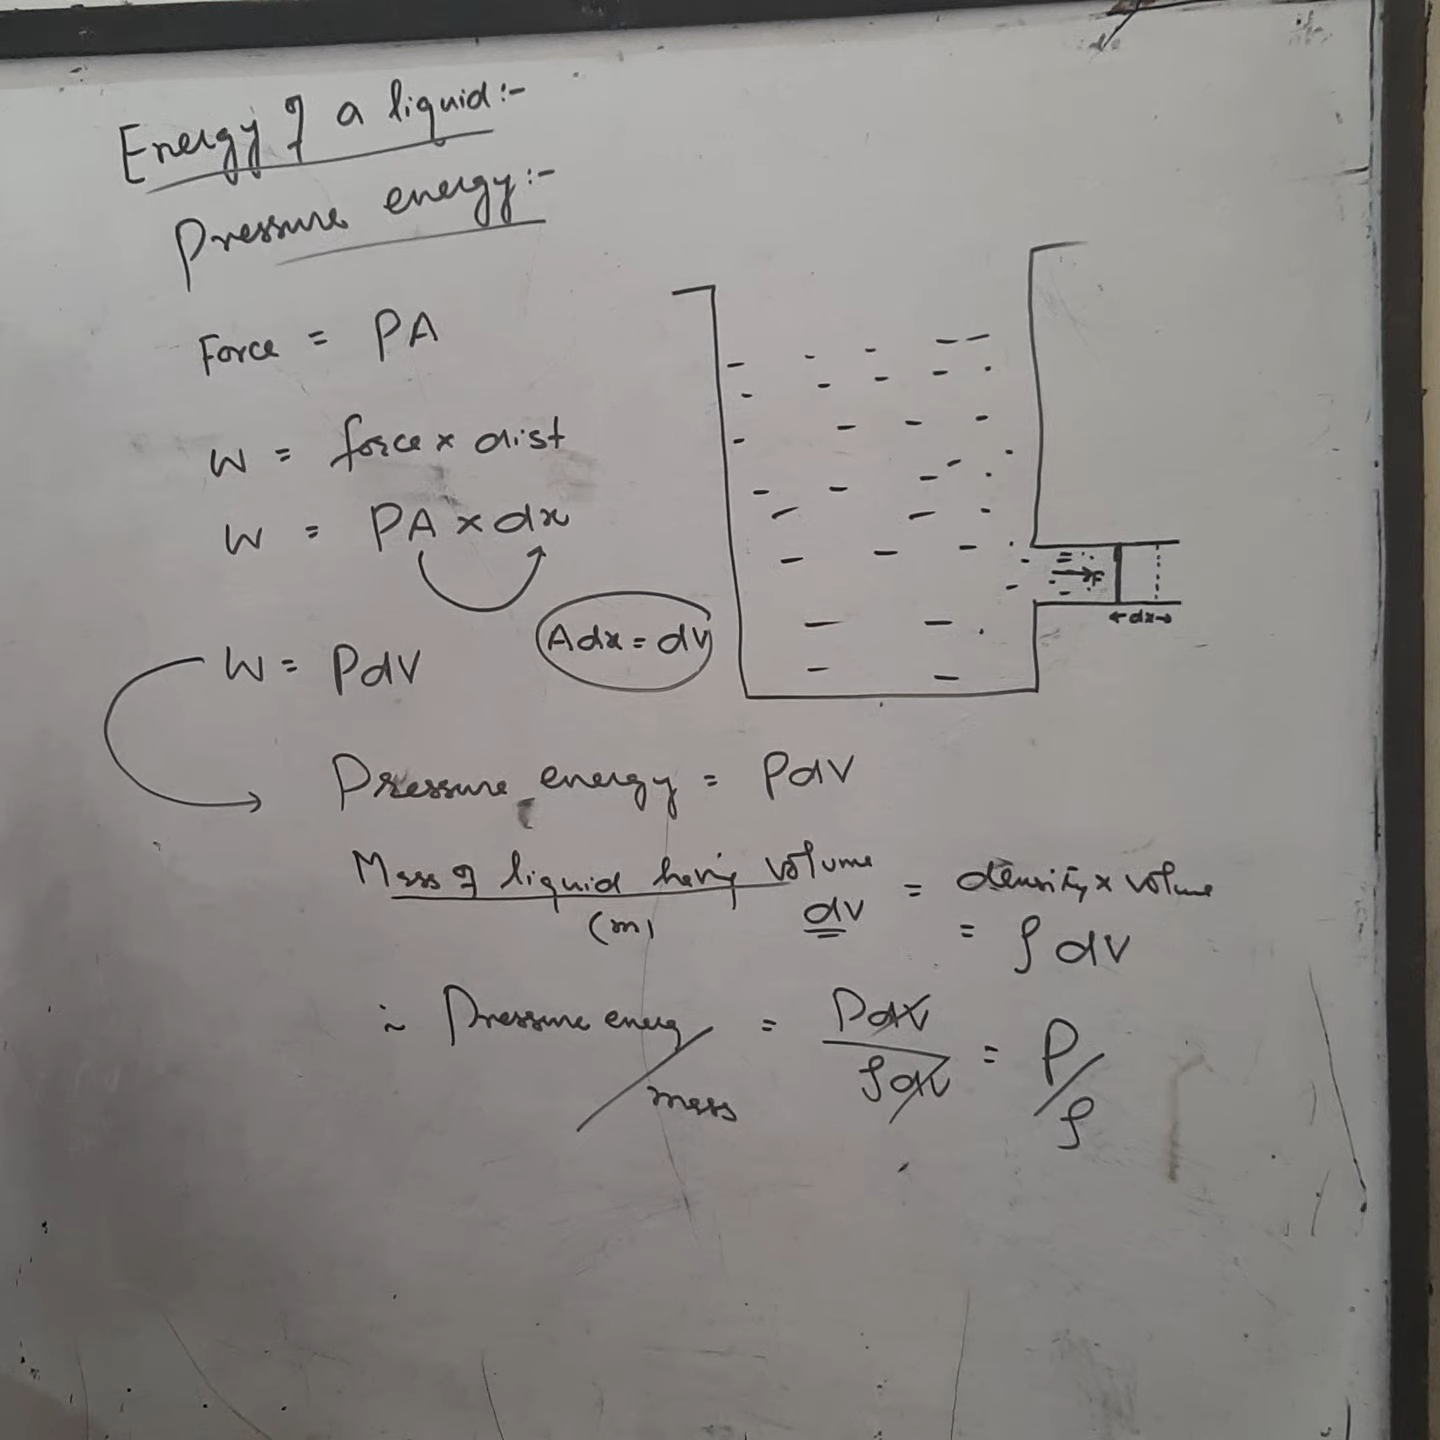 Energy of a liquid:-
Pressure energy:-
Force = PA
W = force x dist
W = PA x dx
Adx = dV
W = PdV
F
dx
Pressure energy = PdV
Mass of liquid having volume dV = density x volume
(m) = ρ dV
∴ Pressure energy/mass = PdV/ρdV = P/ρ